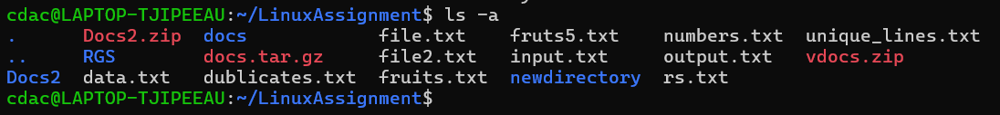 cdac@LAPTOP-TJIPEEAU:~/LinuxAssignment$ ls -a
. Docs2.zip docs file.txt fruts5.txt numbers.txt unique_lines.txt
.. RGS docs.tar.gz file2.txt input.txt output.txt vdocs.zip
Docs2 data.txt dublicates.txt fruits.txt newdirectory rs.txt
cdac@LAPTOP-TJIPEEAU:~/LinuxAssignment$